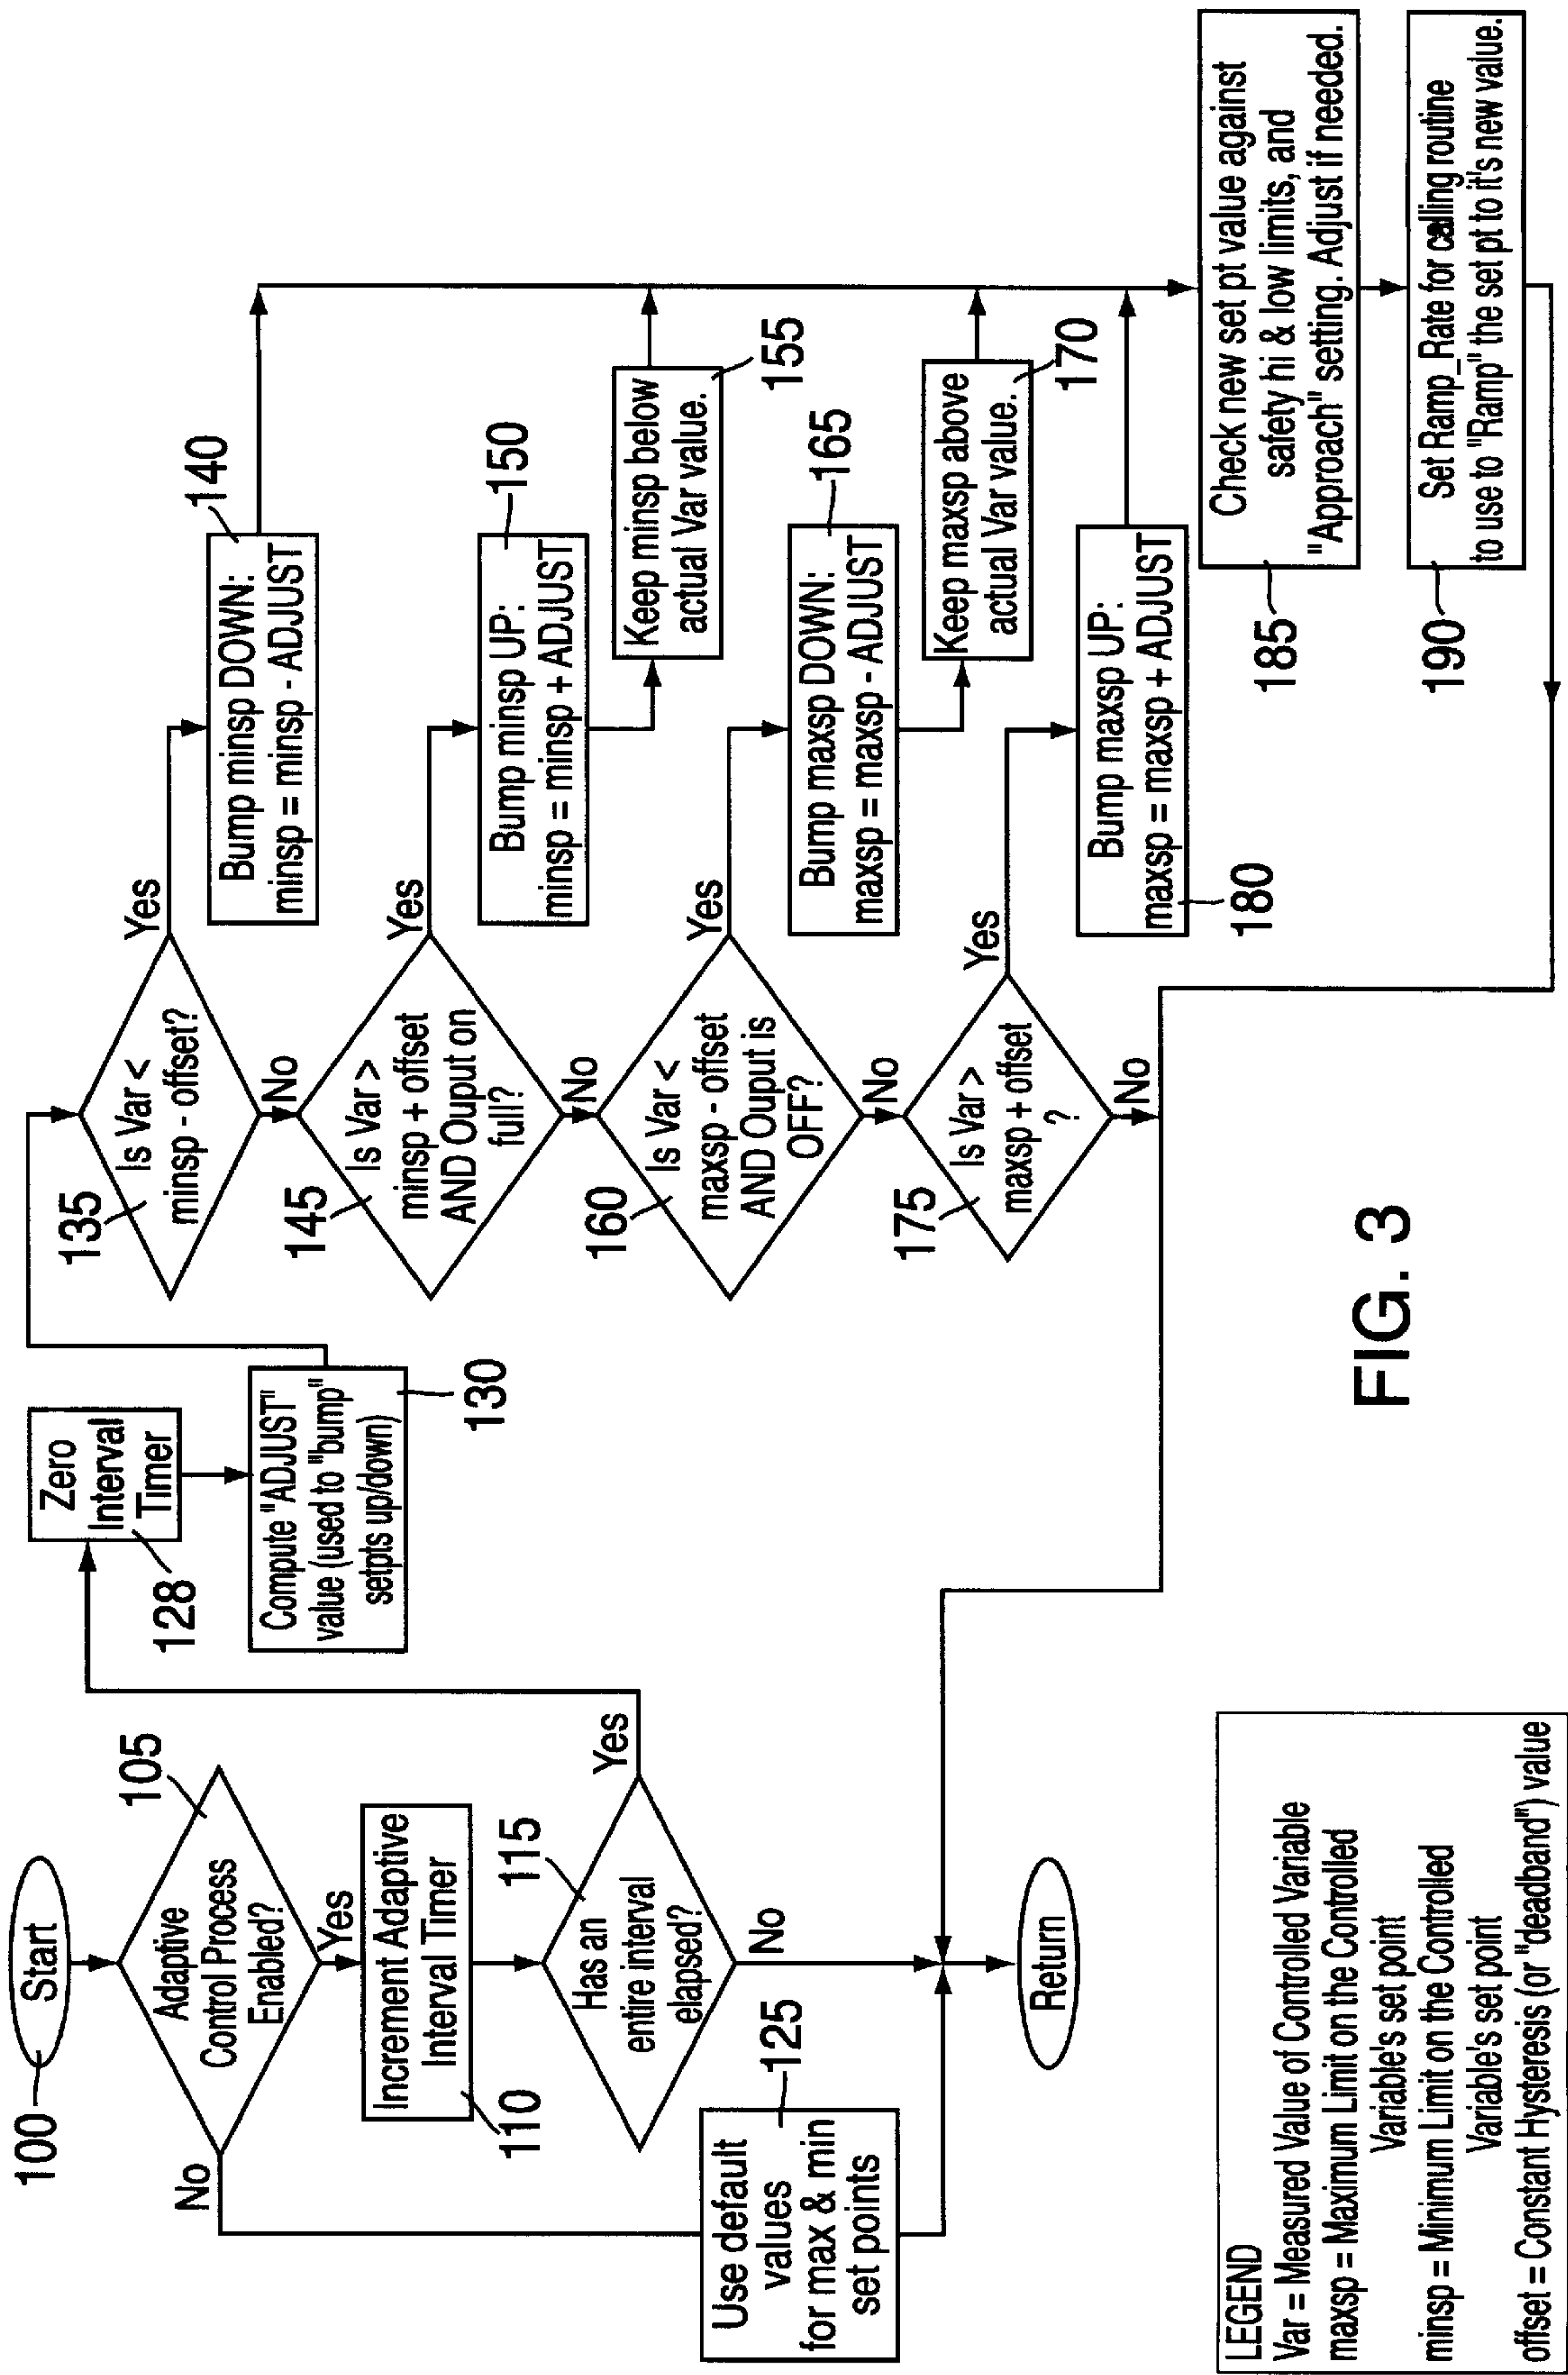 100
Start
105
Adaptive
Control Process
Enabled?
No
Yes
Increment Adaptive
Interval Timer
110
115
Has an
entire interval
elapsed?
Yes
No
Use default
values
for max & min
set points
125
Return
Zero
Interval
Timer
128
Compute "ADJUST"
value (used to "bump"
setpts up/down)
130
135
Is Var <
minsp - offset?
Yes
No
140
Bump minsp DOWN:
minsp = minsp - ADJUST
145
Is Var >
minsp + offset
AND Ouput on
full?
Yes
No
150
Bump minsp UP:
minsp = minsp + ADJUST
Keep minsp below
actual Var value.
155
160
Is Var <
maxsp - offset
AND Ouput is
OFF?
Yes
No
165
Bump maxsp DOWN:
maxsp = maxsp - ADJUST
Keep maxsp above
actual Var value.
170
175
Is Var >
maxsp + offset
?
Yes
No
Bump maxsp UP:
maxsp = maxsp + ADJUST
180
Check new set pt value against
safety hi & low limits, and
"Approach" setting. Adjust if needed.
185
Set Ramp_Rate for calling routine
to use to "Ramp" the set pt to it's new value.
190
LEGEND
Var = Measured Value of Controlled Variable
maxsp = Maximum Limit on the Controlled
Variable's set point
minsp = Minimum Limit on the Controlled
Variable's set point
offset = Constant Hysteresis (or "deadband") value
FIG. 3